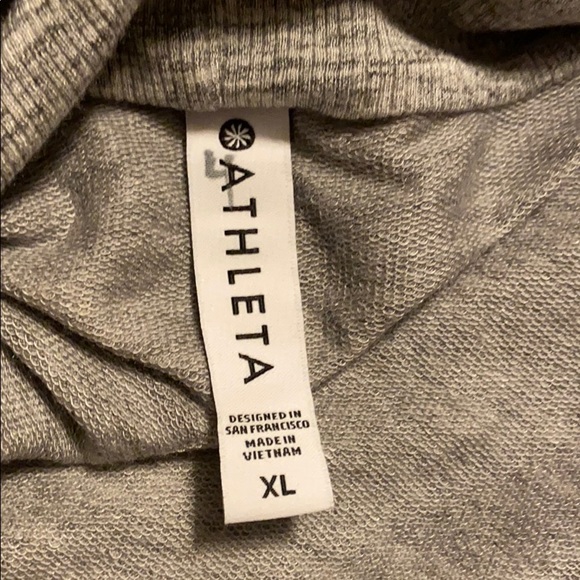 ATHLETA
DESIGNED IN
SAN FRANCISCO
MADE IN
VIETNAM
XL